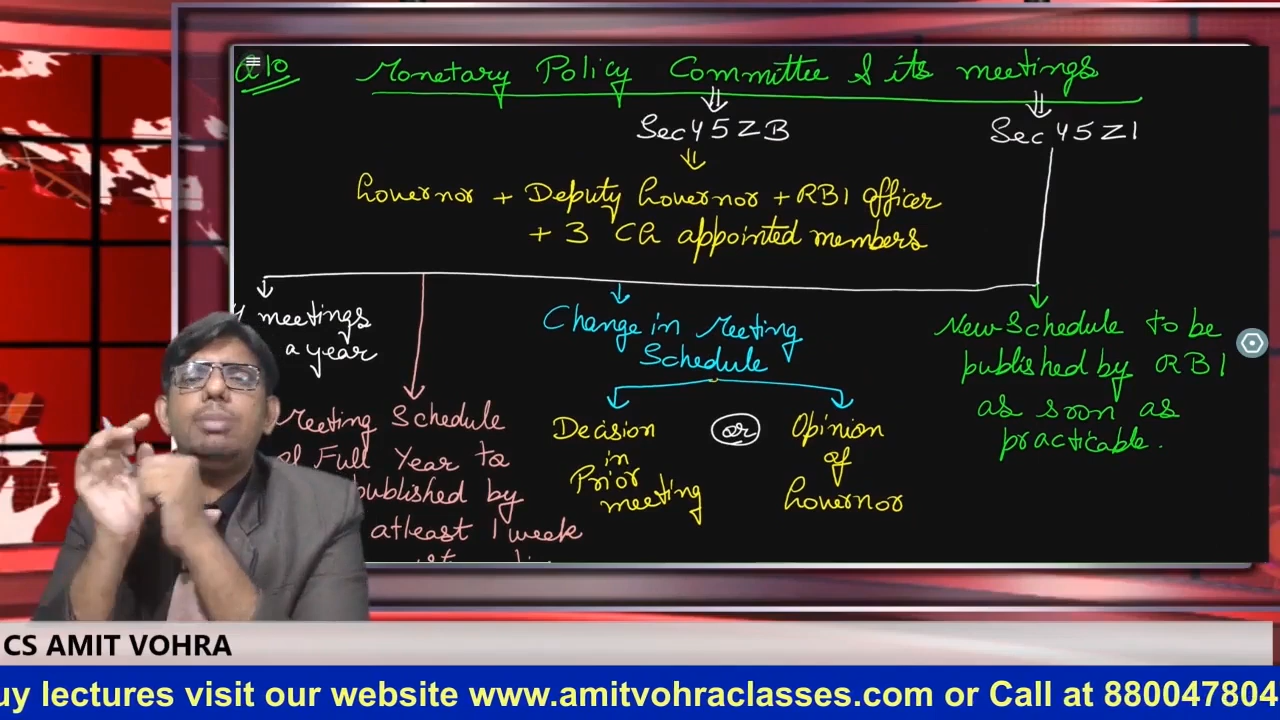 Q10
Monetary Policy Committee & its meetings
Sec 45ZB
Sec 45ZI
Governor + Deputy Governor + RBI officer
+ 3 CG appointed members
4 meetings
a year
Meeting Schedule
of Full Year to
published by
atleast 1 week
Change in Meeting
Schedule
Decision
in
Prior
meeting
or
Opinion
of
Governor
New Schedule to be
published by RBI
as soon as
practicable.
CS AMIT VOHRA
uy lectures visit our website www.amitvohraclasses.com or Call at 880047804